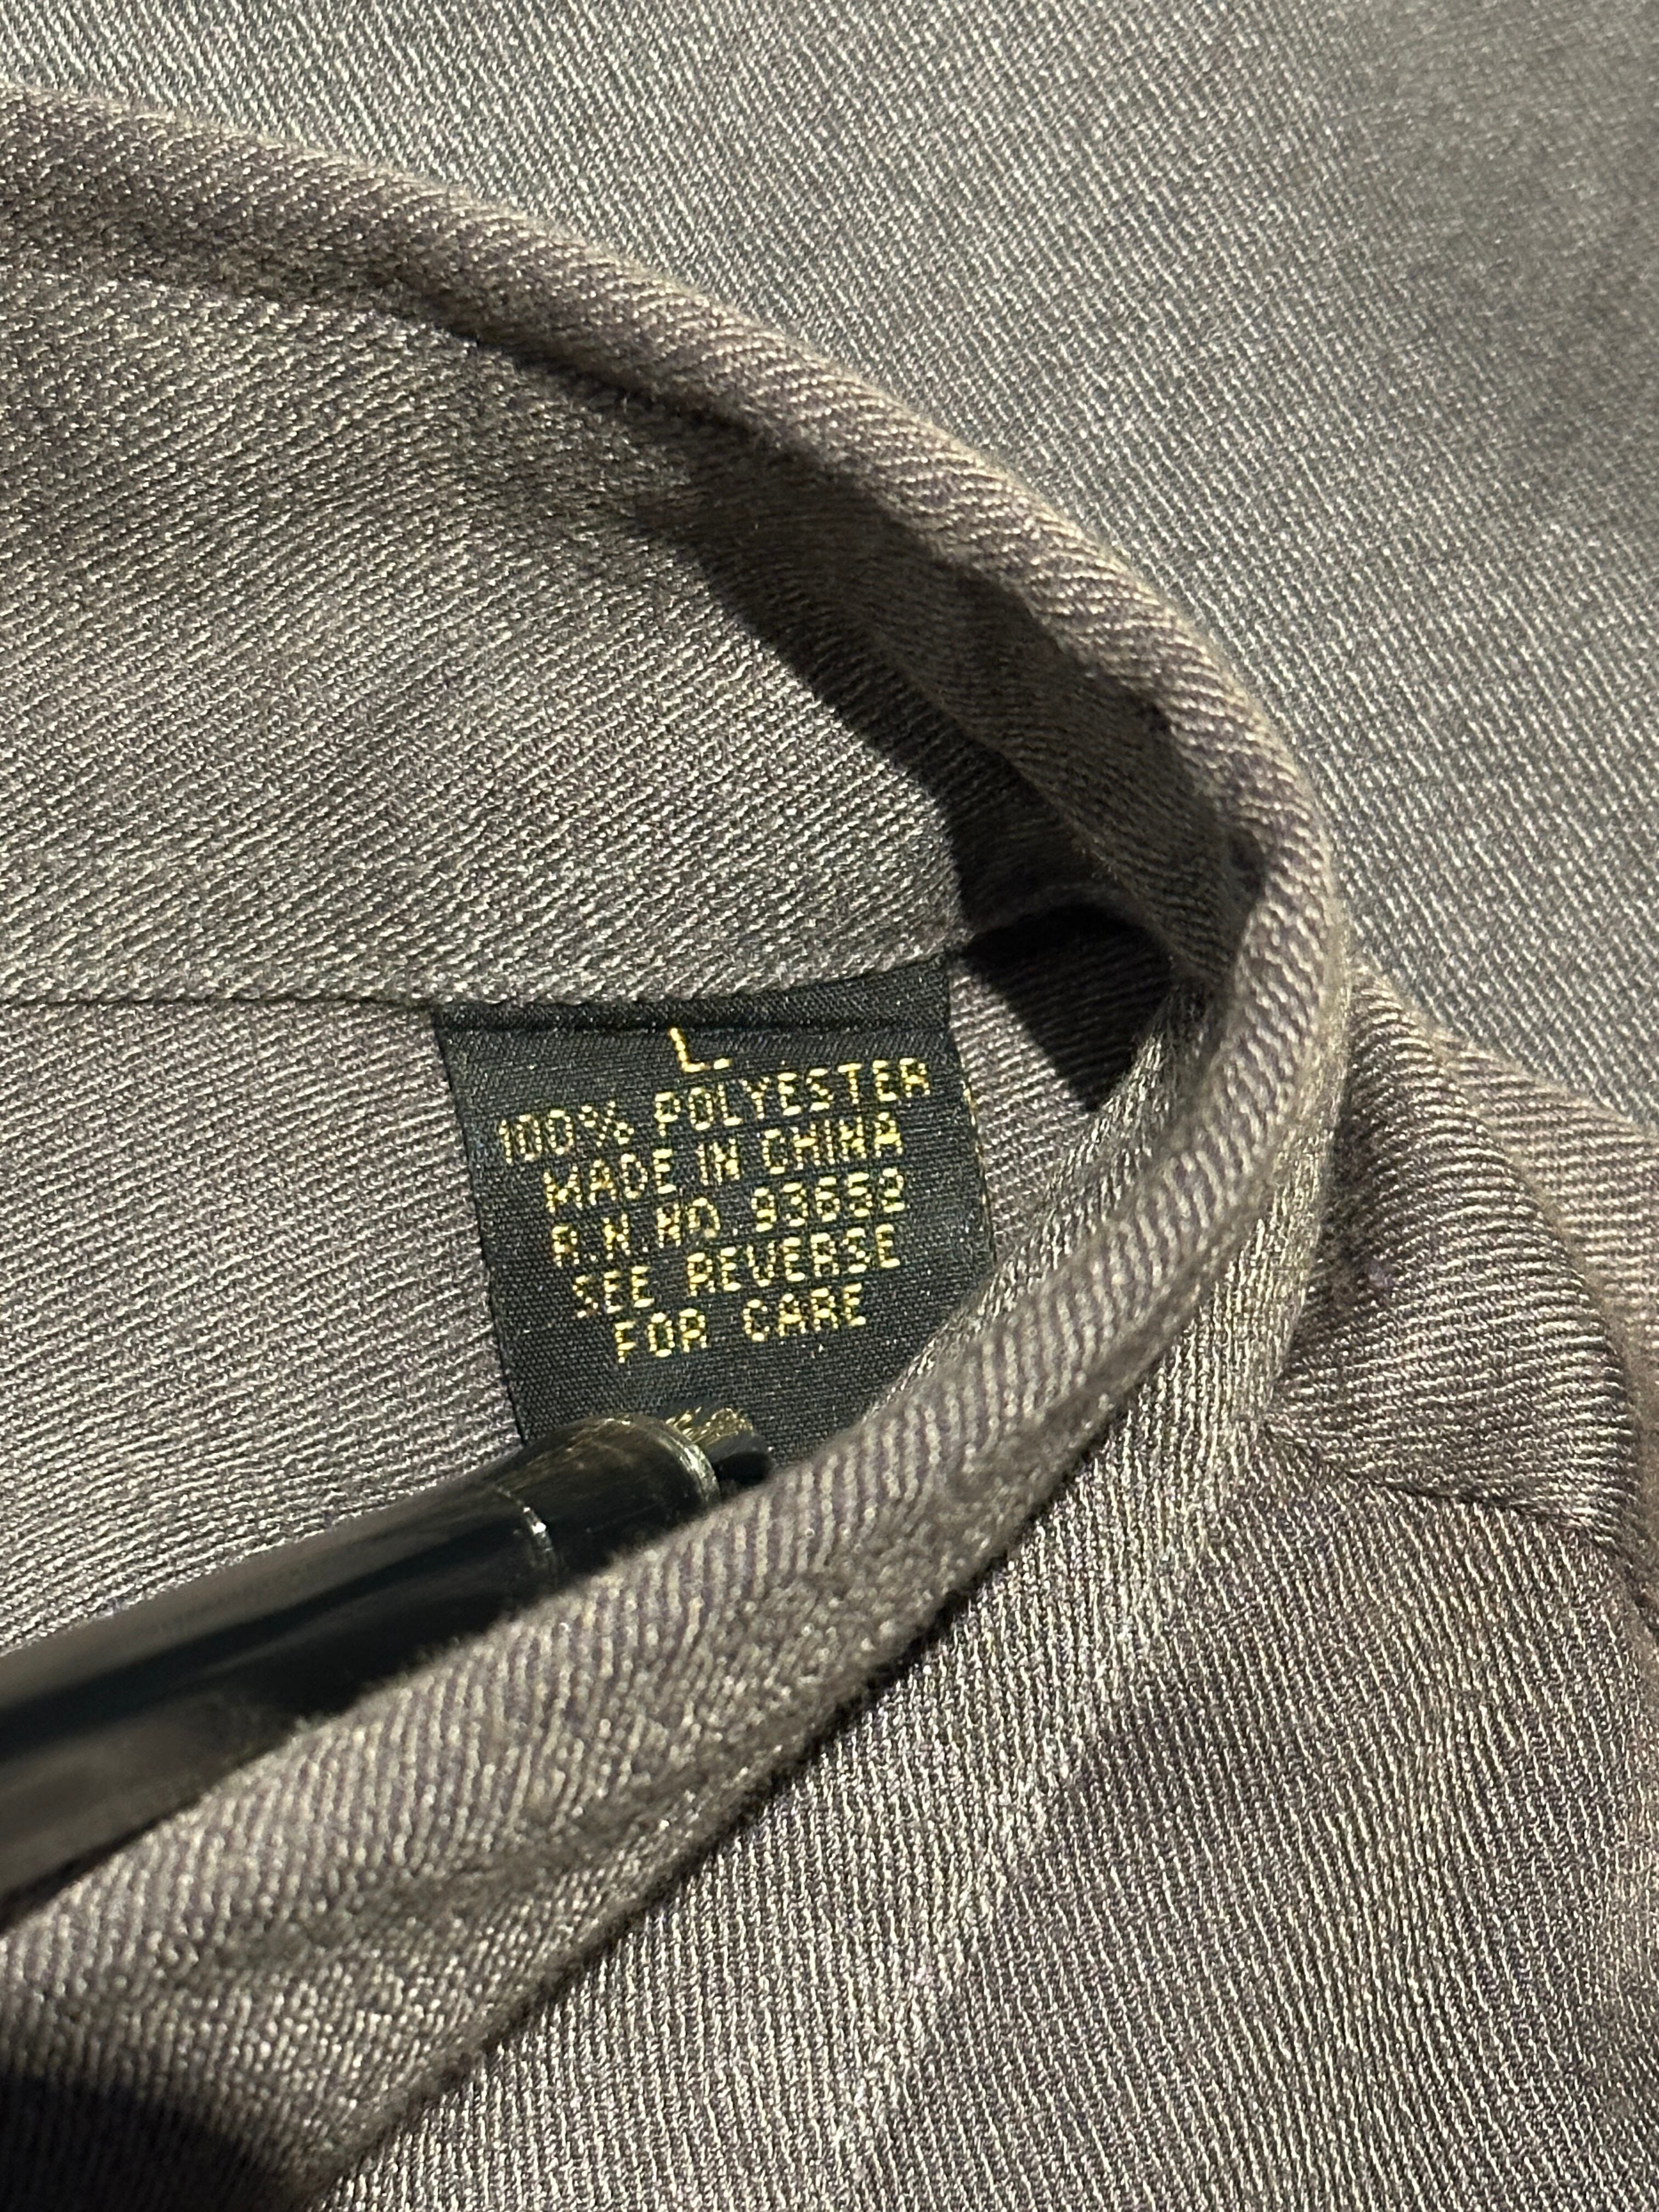 L.
100% POLYESTER
MADE IN CHINA
R.N.NO.93652
SEE REVERSE
FOR CARE